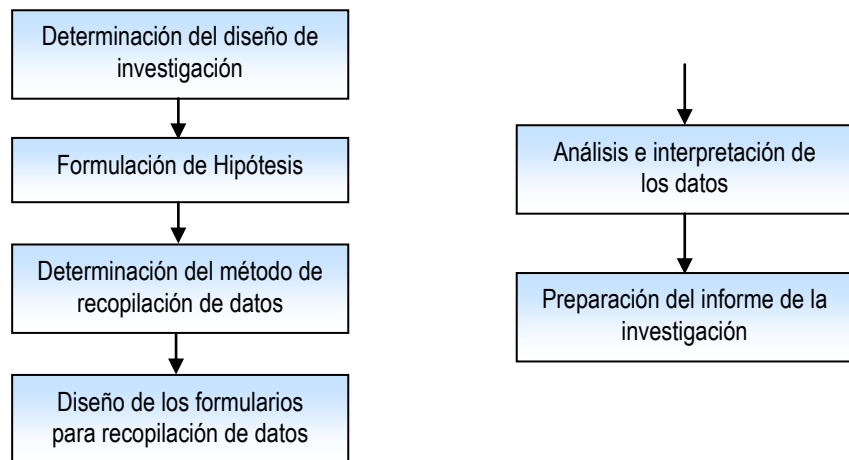 Determinación del diseño de
investigación
Formulación de Hipótesis
Determinación del método de
recopilación de datos
Diseño de los formularios
para recopilación de datos
Análisis e interpretación de
los datos
Preparación del informe de la
investigación